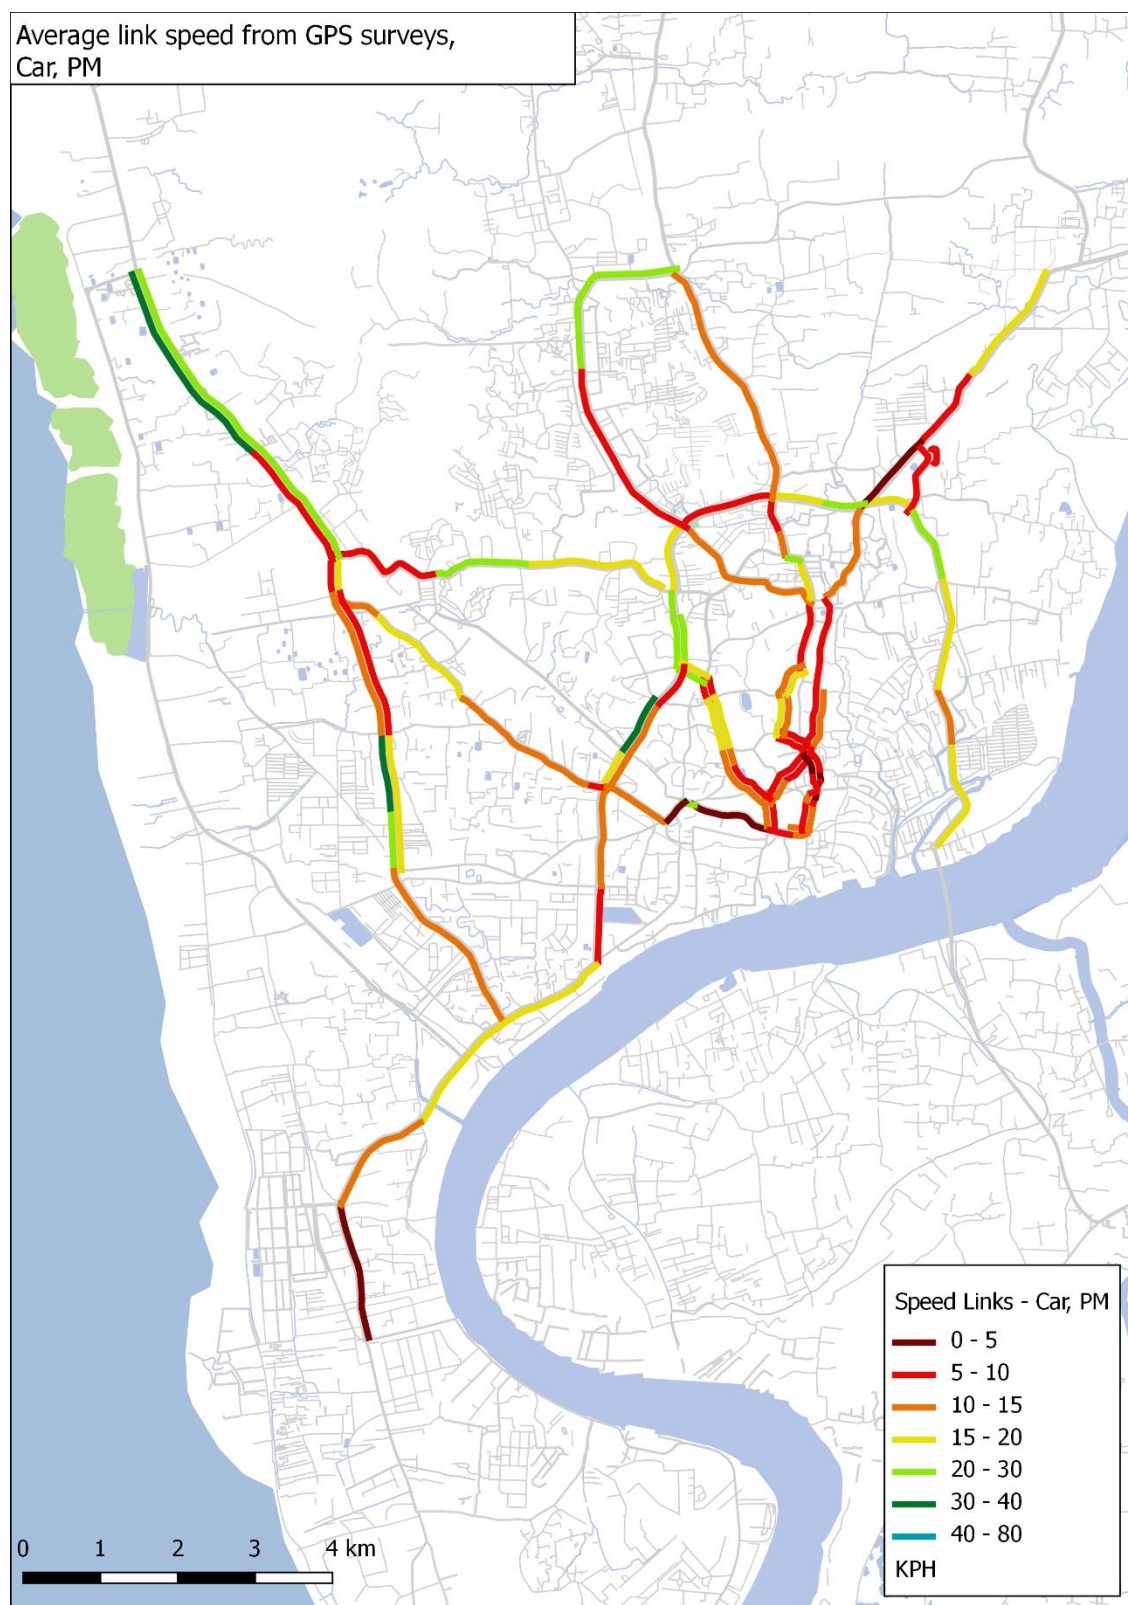 Average link speed from GPS surveys,
Car, PM
Speed Links - Car, PM
0 - 5
5 - 10
10 - 15
15 - 20
20 - 30
30 - 40
40 - 80
KPH
0 1 2 3 4 km